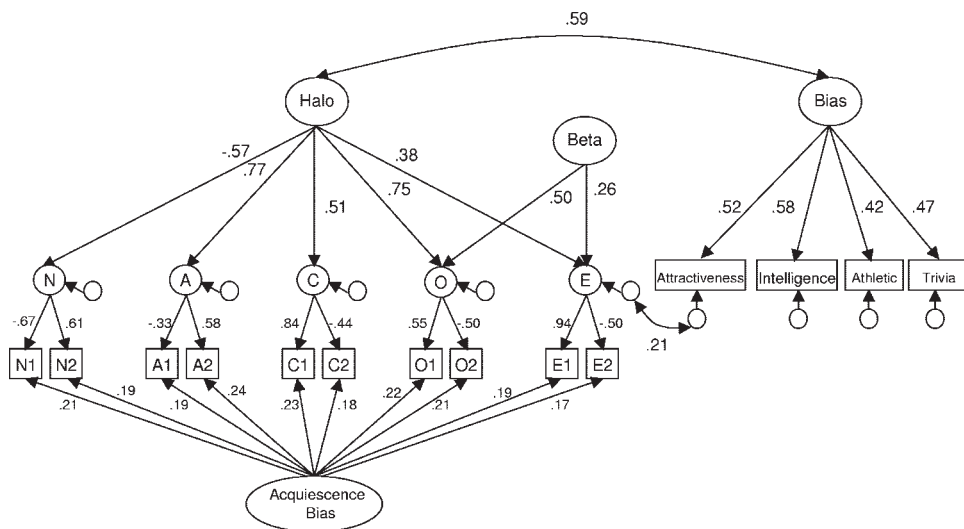 .59
Halo
Bias
Beta
-.57
.77
.51
.75
.38
.50
.26
.52
.58
.42
.47
N
A
C
O
E
Attractiveness
Intelligence
Athletic
Trivia
-.67
.61
-.33
.58
.84
-.44
.55
-.50
.94
-.50
.21
N1
N2
A1
A2
C1
C2
O1
O2
E1
E2
.21
.19
.19
.24
.23
.18
.22
.21
.19
.17
Acquiescence
Bias